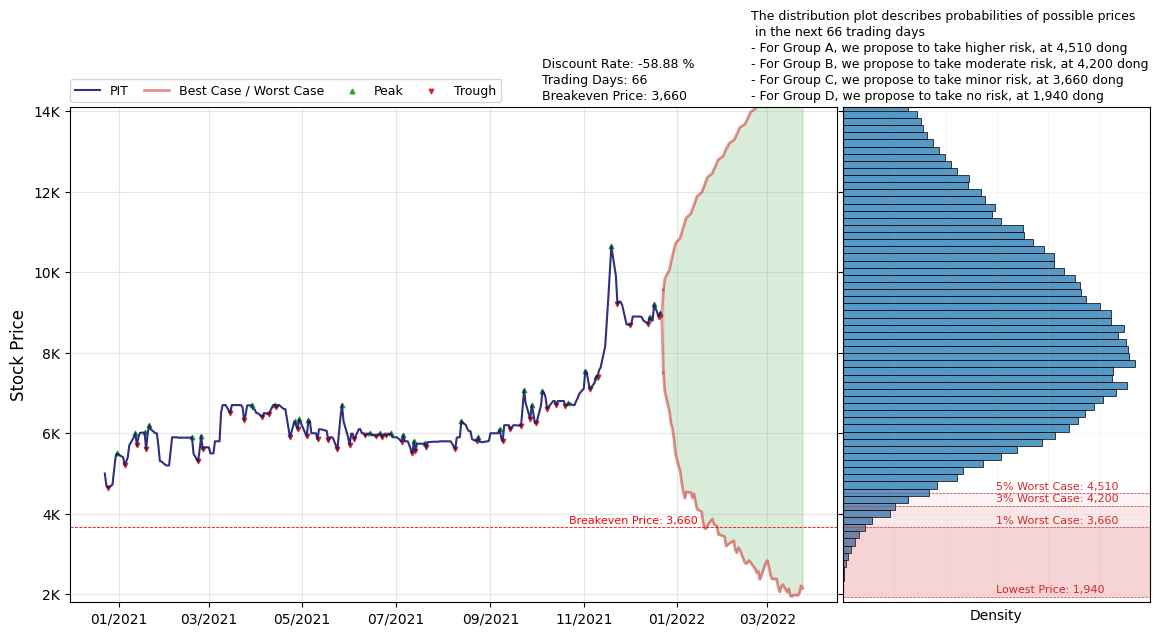 The distribution plot describes probabilities of possible prices
in the next 66 trading days
- For Group A, we propose to take higher risk, at 4,510 dong
- For Group B, we propose to take moderate risk, at 4,200 dong
- For Group C, we propose to take minor risk, at 3,660 dong
- For Group D, we propose to take no risk, at 1,940 dong
Discount Rate: -58.88 %
Trading Days: 66
Breakeven Price: 3,660
PIT
Best Case / Worst Case
Peak
Trough
Stock Price
14K
12K
10K
8K
6K
4K
2K
Breakeven Price: 3,660
01/2021
03/2021
05/2021
07/2021
09/2021
11/2021
01/2022
03/2022
5% Worst Case: 4,510
3% Worst Case: 4,200
1% Worst Case: 3,660
Lowest Price: 1,940
Density